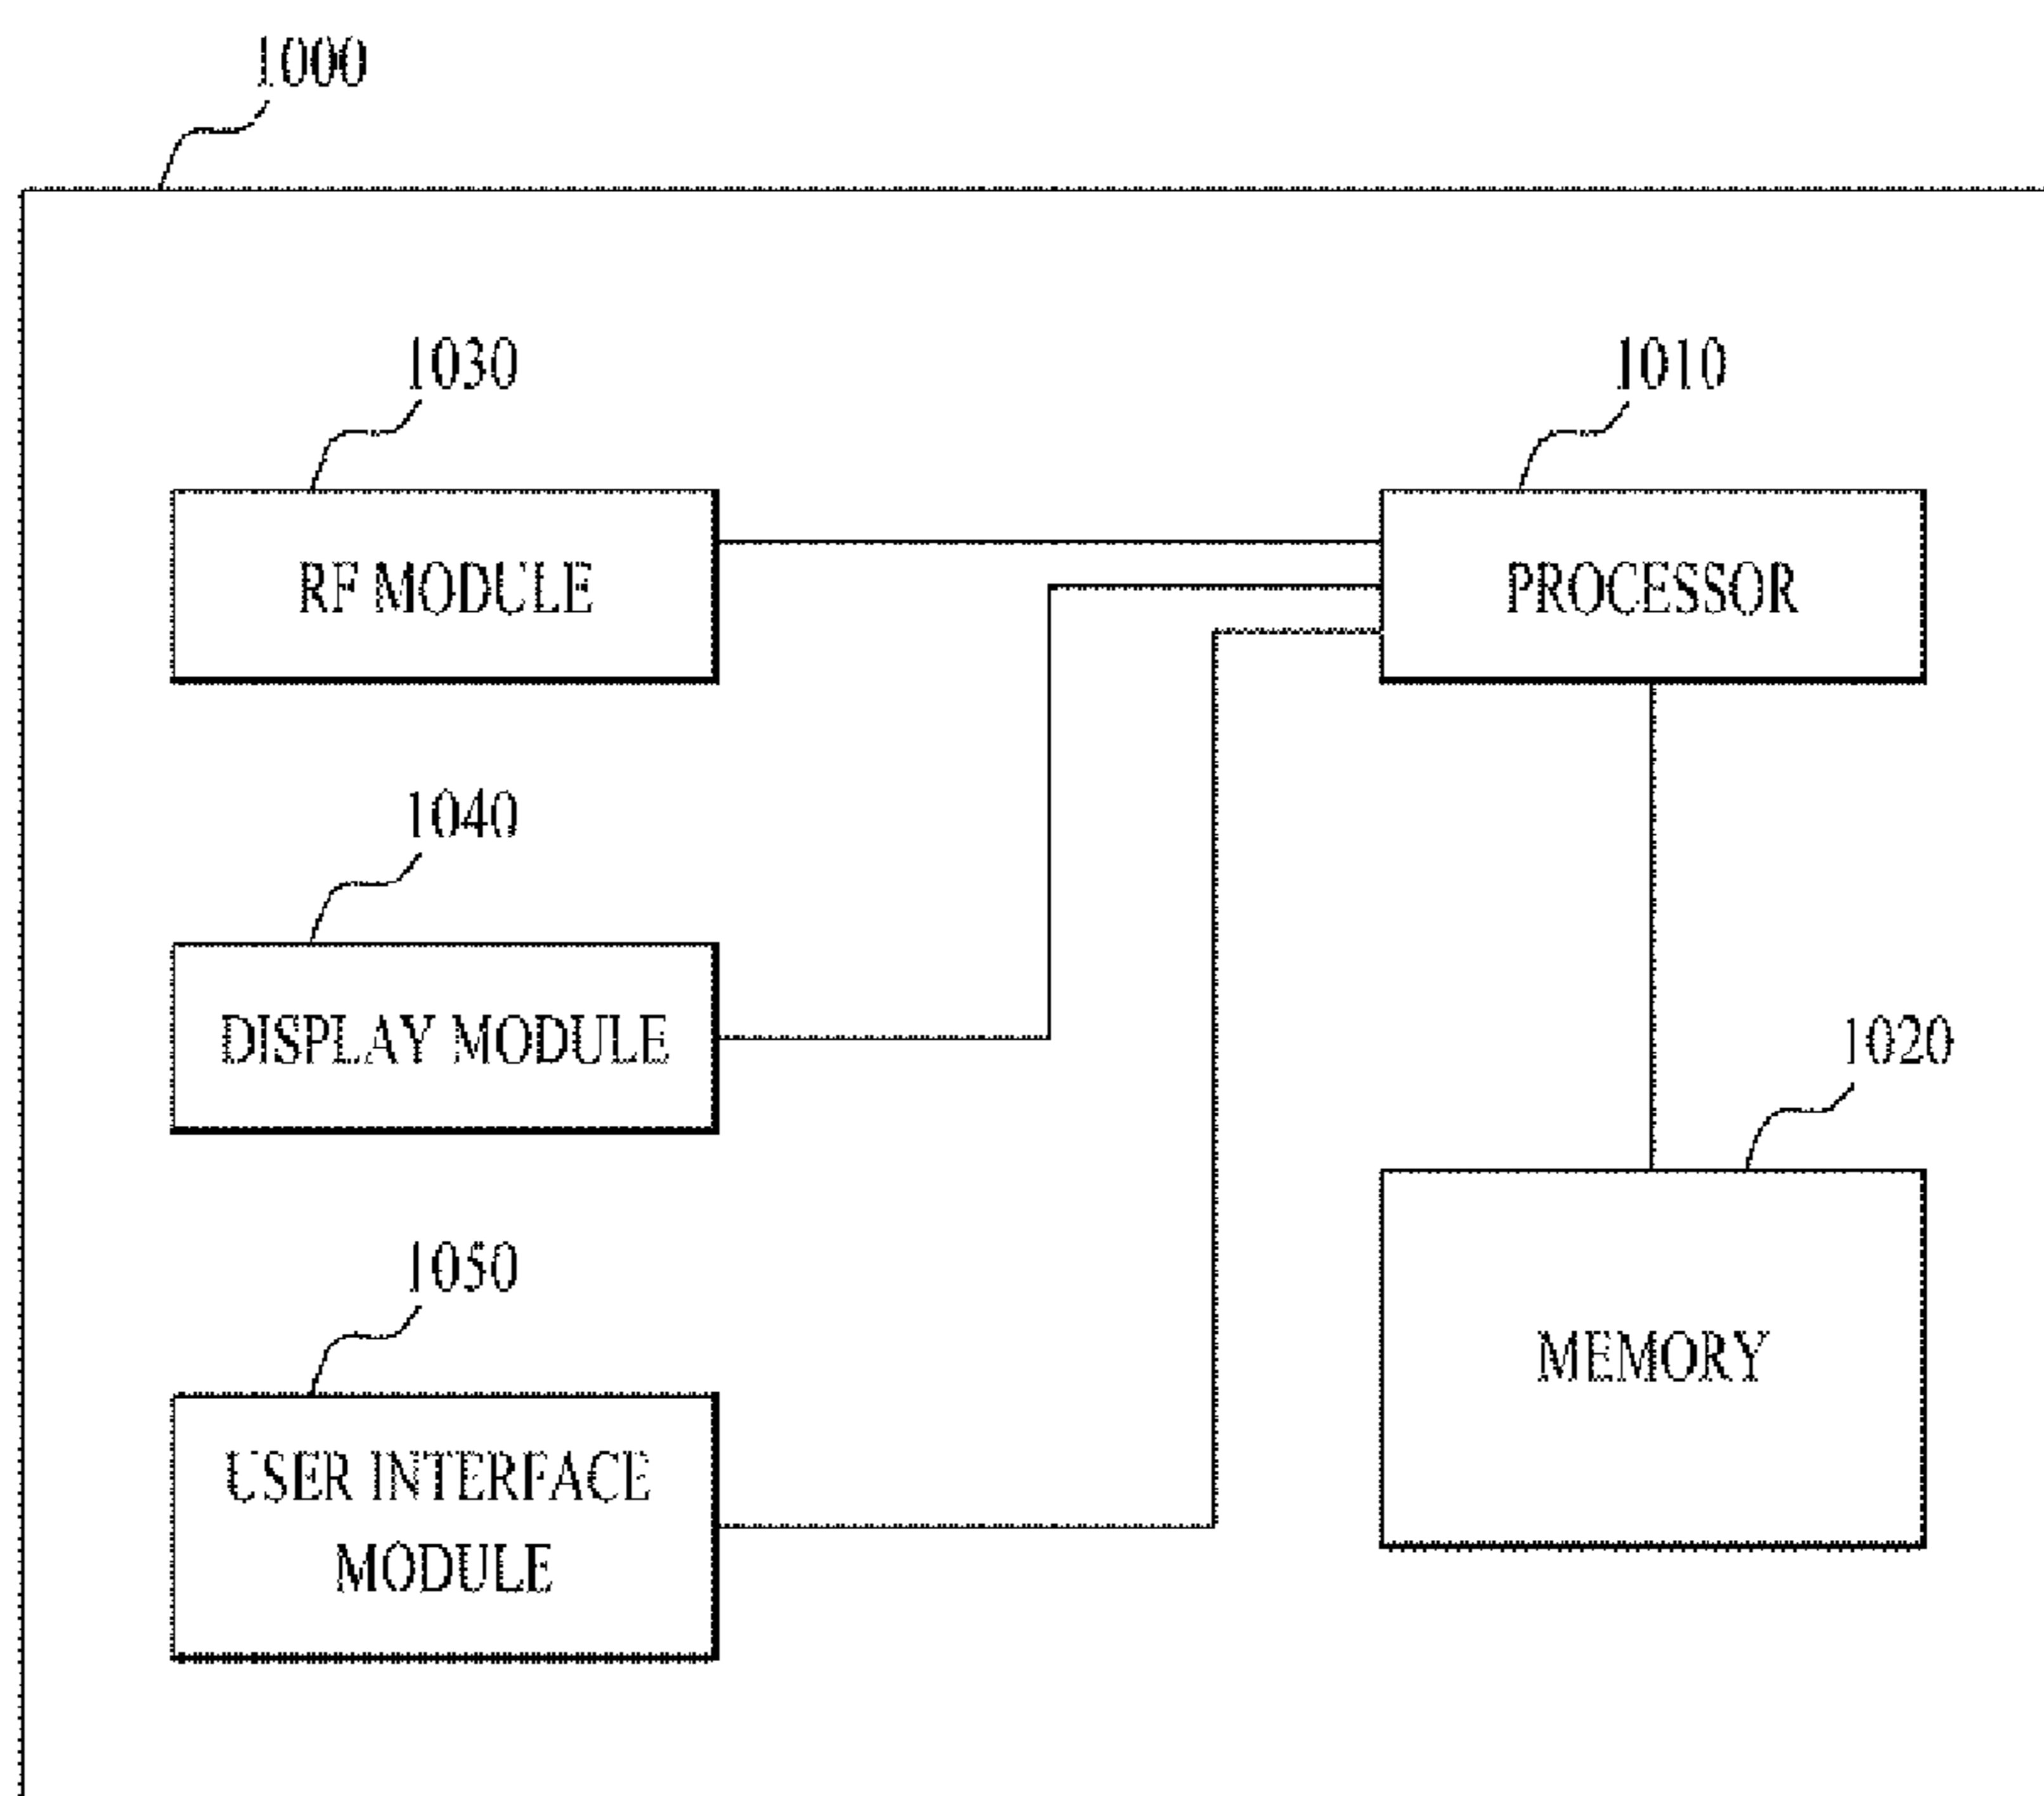 1000
1030
1010
RF MODULE
PROCESSOR
1040
DISPLAY MODULE
1020
1050
MEMORY
USER INTERFACE
MODULE